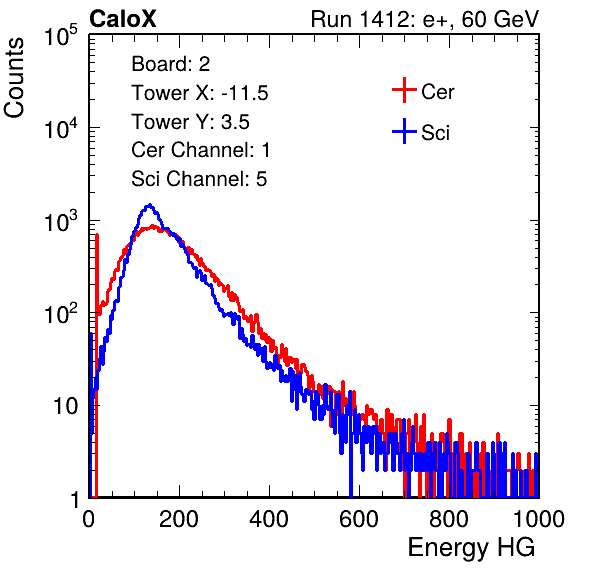 CaloX Run 1412: e+, 60 GeV
Counts
Board: 2
Tower X: -11.5
Tower Y: 3.5
Cer Channel: 1
Sci Channel: 5
Cer
Sci
10^5
10^4
10^3
10^2
10
1
0 200 400 600 800 1000
Energy HG